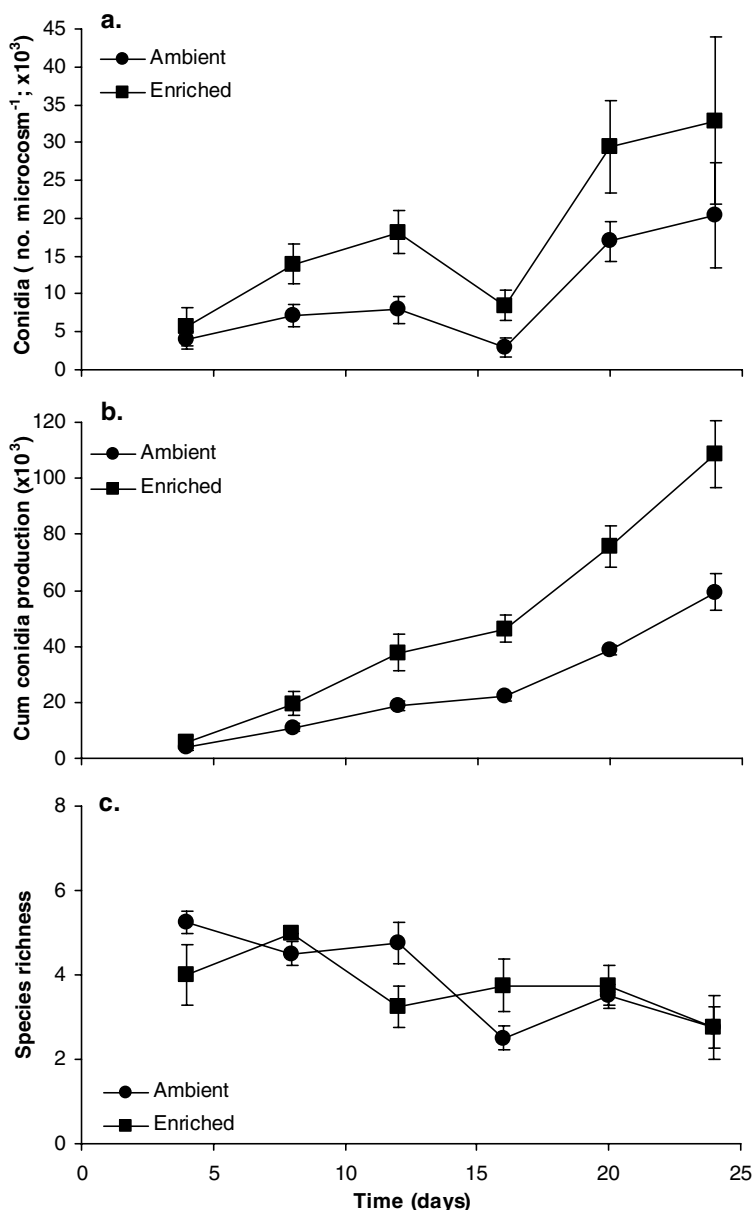 a.
Ambient
Enriched
Conidia ( no. microcosm⁻¹; x10³)
45
40
35
30
25
20
15
10
5
0
b.
Ambient
Enriched
Cum conidia production (x10³)
120
100
80
60
40
20
0
c.
Species richness
8
6
4
2
0
Ambient
Enriched
0
5
10
15
20
25
Time (days)